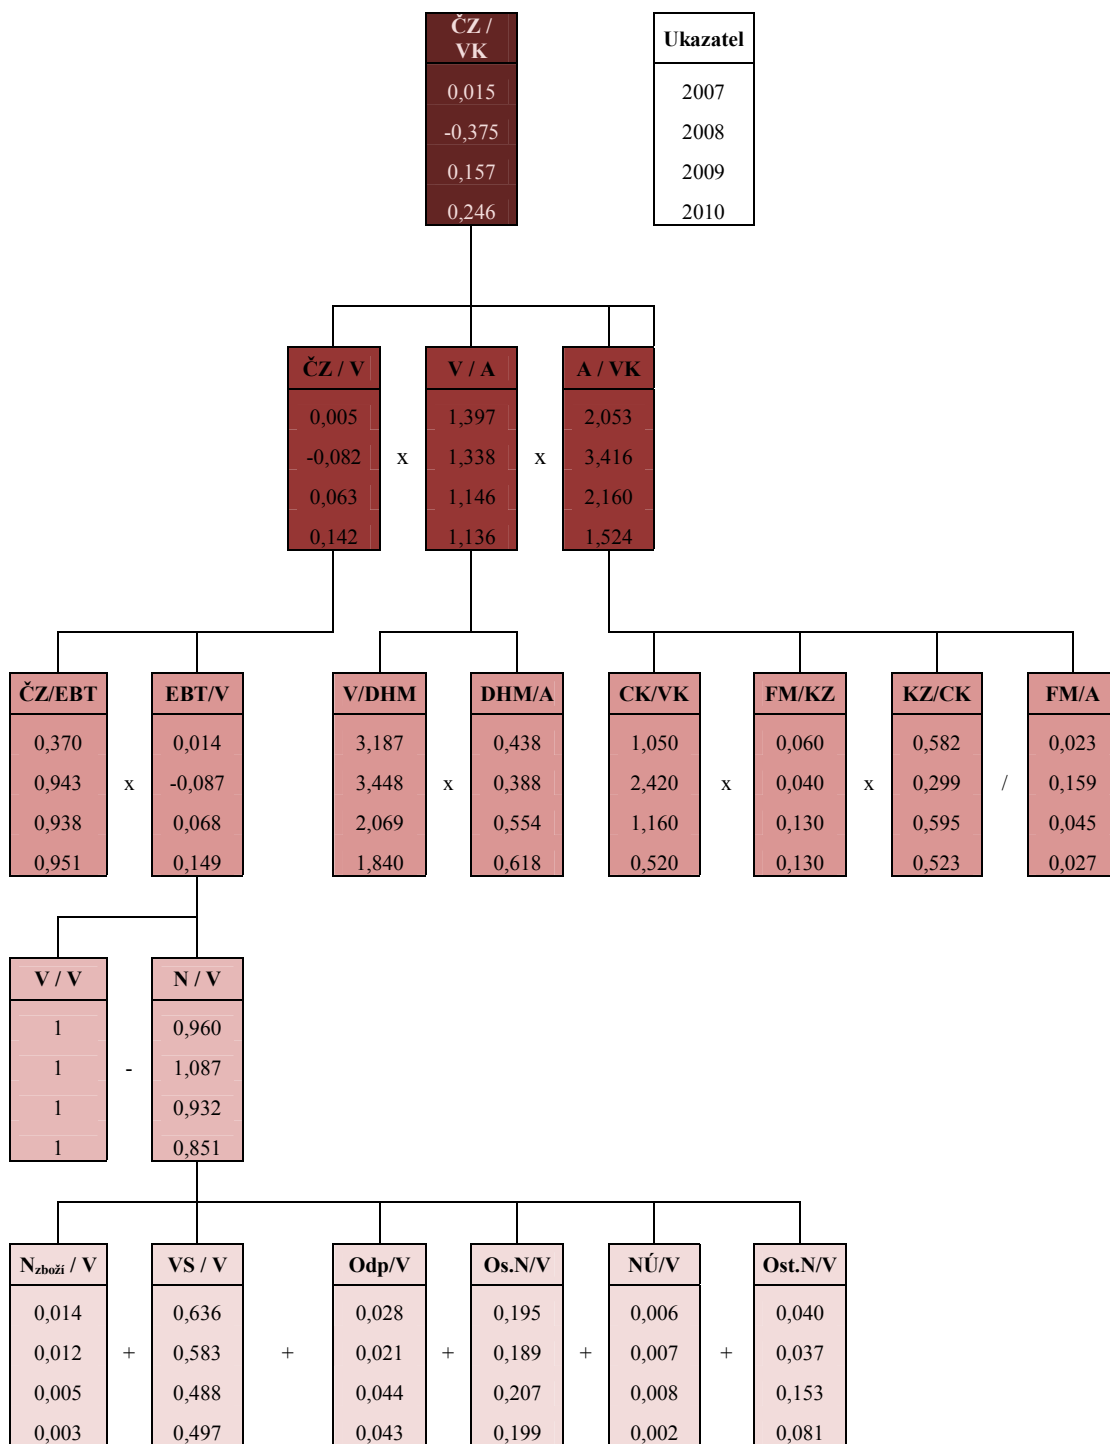 ČZ /
VK
Ukazatel
0,015
2007
-0,375
2008
0,157
2009
0,246
2010
ČZ / V V / A A / VK
0,005 1,397 2,053
-0,082 x 1,338 x 3,416
0,063 1,146 2,160
0,142 1,136 1,524
ČZ/EBT EBT/V V/DHM DHM/A CK/VK FM/KZ KZ/CK FM/A
0,370 0,014 3,187 0,438 1,050 0,060 0,582 0,023
0,943 x -0,087 3,448 x 0,388 2,420 x 0,040 x 0,299 / 0,159
0,938 0,068 2,069 0,554 1,160 0,130 0,595 0,045
0,951 0,149 1,840 0,618 0,520 0,130 0,523 0,027
V / V N / V
1 0,960
1 - 1,087
1 0,932
1 0,851
Nzboží / V VS / V Odp/V Os.N/V NÚ/V Ost.N/V
0,014 0,636 0,028 0,195 0,006 0,040
0,012 + 0,583 + 0,021 + 0,189 + 0,007 + 0,037
0,005 0,488 0,044 0,207 0,008 0,153
0,003 0,497 0,043 0,199 0,002 0,081